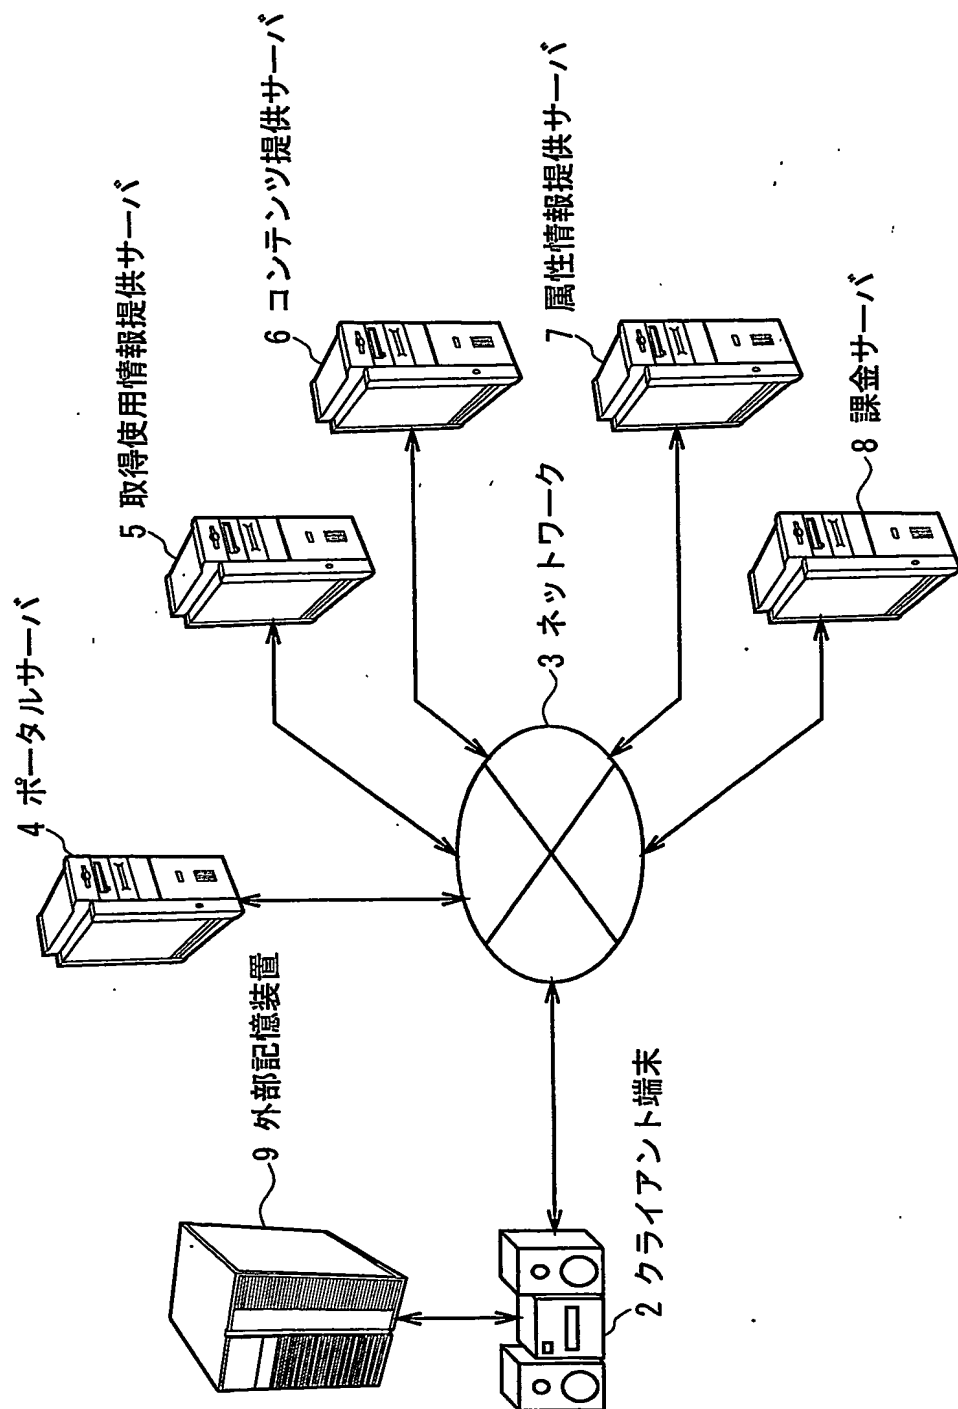 4 ポータルサーバ
5 取得使用情報提供サーバ
6 コンテンツ提供サーバ
7 属性情報提供サーバ
8 課金サーバ
3 ネットワーク
9 外部記憶装置
2 クライアント端末